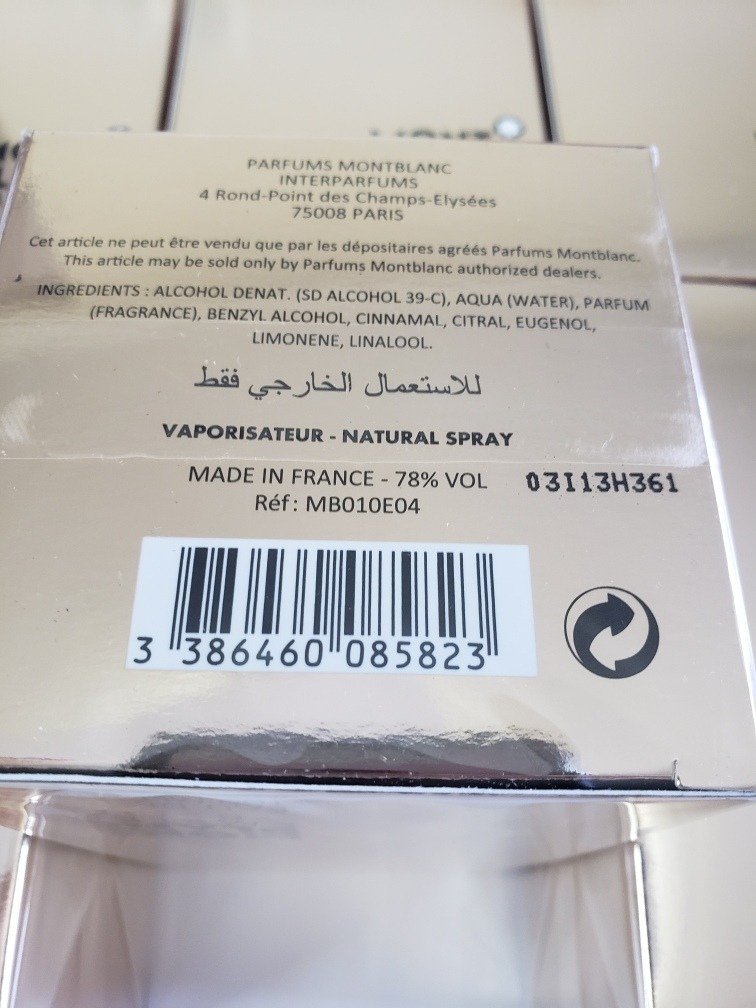 PARFUMS MONTBLANC
INTERPARFUMS
4 Rond-Point des Champs-Elysées
75008 PARIS
Cet article ne peut être vendu que par les dépositaires agréés Parfums Montblanc.
This article may be sold only by Parfums Montblanc authorized dealers.
INGREDIENTS : ALCOHOL DENAT. (SD ALCOHOL 39-C), AQUA (WATER), PARFUM
(FRAGRANCE), BENZYL ALCOHOL, CINNAMAL, CITRAL, EUGENOL,
LIMONENE, LINALOOL.
للاستعمال الخارجي فقط
VAPORISATEUR - NATURAL SPRAY
MADE IN FRANCE - 78% VOL 03I13H361
Réf : MB010E04
3 386460 085823